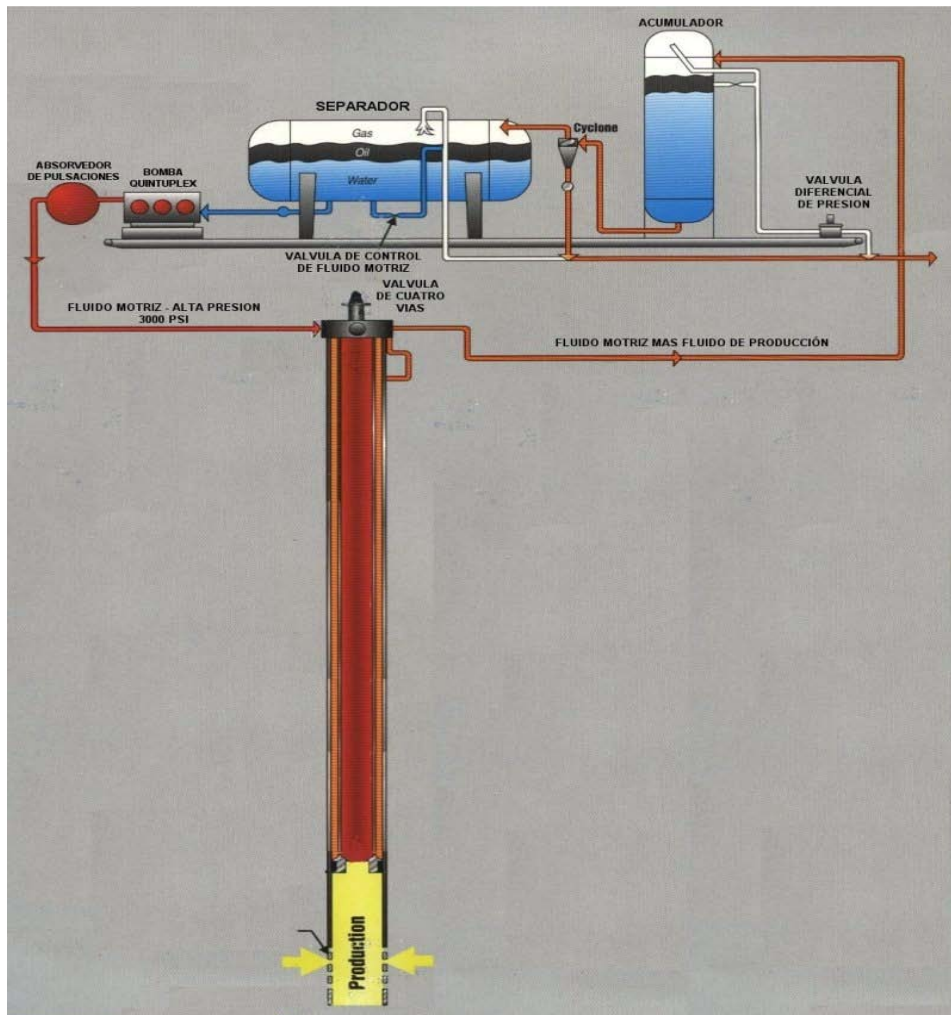 ACUMULADOR
SEPARADOR
Gas
Oil
Water
Cyclone
ABSORVEDOR
DE PULSACIONES
BOMBA
QUINTUPLEX
VALVULA
DIFERENCIAL
DE PRESION
VALVULA DE CONTROL
DE FLUIDO MOTRIZ
VALVULA
DE CUATRO
VIAS
FLUIDO MOTRIZ - ALTA PRESION
3000 PSI
FLUIDO MOTRIZ MAS FLUIDO DE PRODUCCIÓN
Production